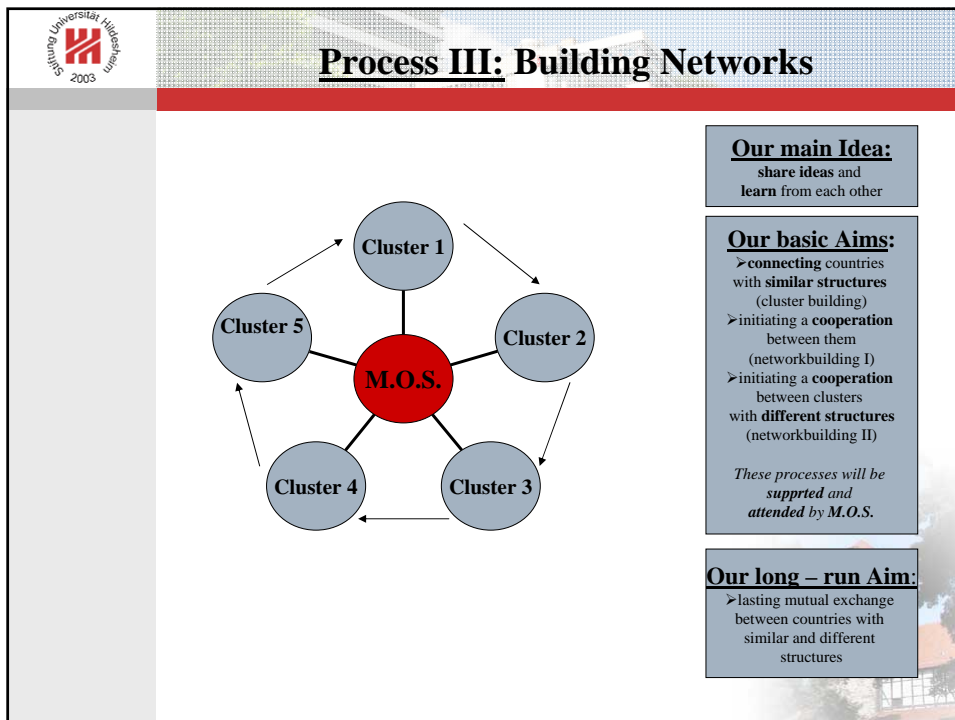 Stiftung Universität Hildesheim
2003
Process III: Building Networks
Cluster 1
Cluster 2
Cluster 3
Cluster 4
Cluster 5
M.O.S.
Our main Idea:
share ideas and
learn from each other
Our basic Aims:
➢connecting countries
with similar structures
(cluster building)
➢initiating a cooperation
between them
(networkbuilding I)
➢initiating a cooperation
between clusters
with different structures
(networkbuilding II)
These processes will be
supprted and
attended by M.O.S.
Our long – run Aim:
➢lasting mutual exchange
between countries with
similar and different
structures